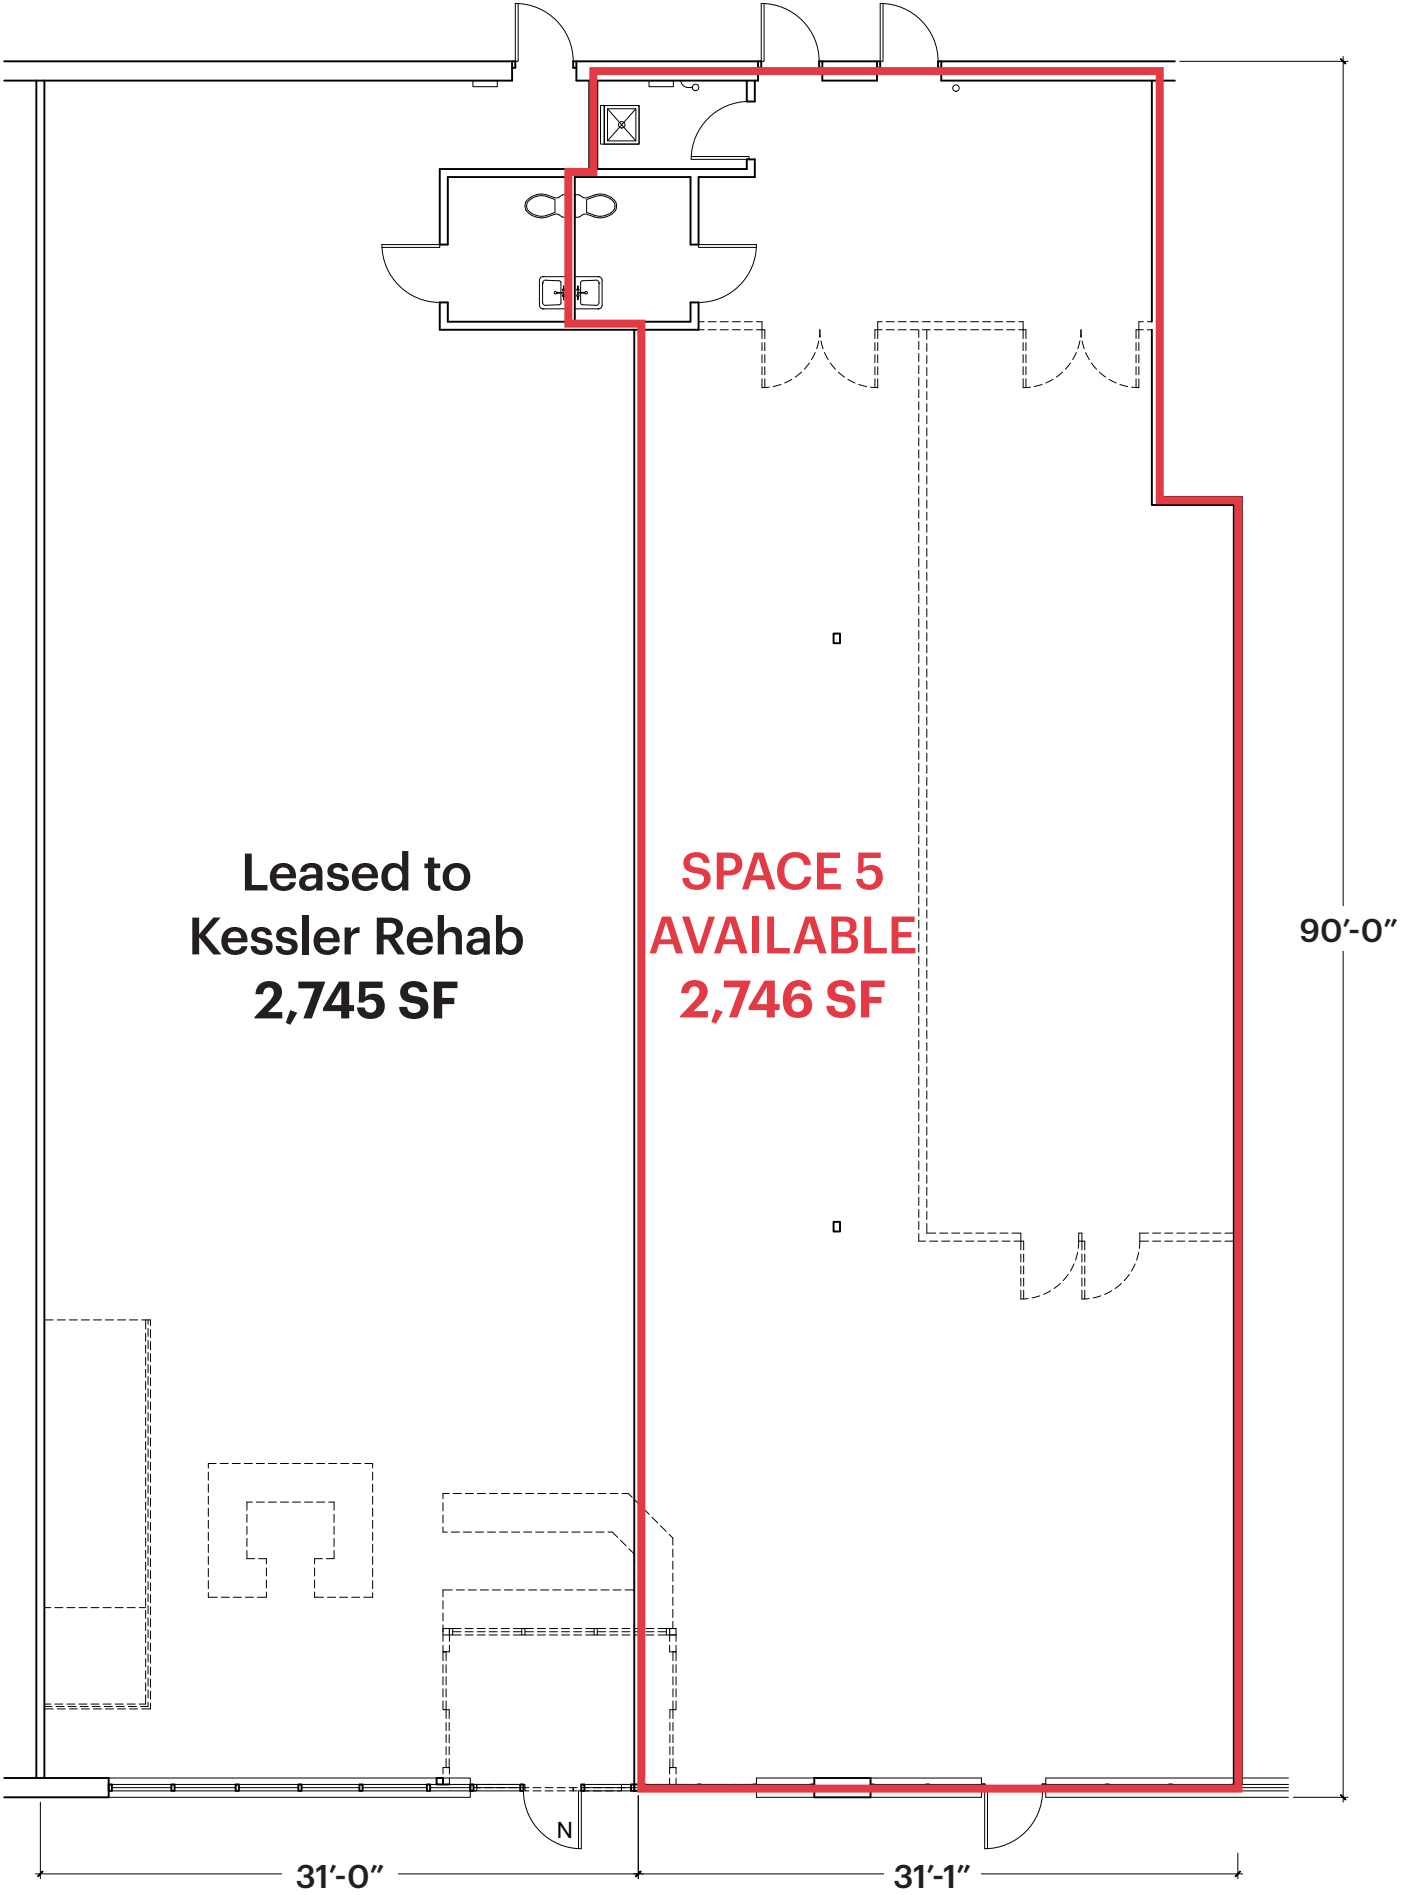 Leased to
Kessler Rehab
2,745 SF
SPACE 5
AVAILABLE
2,746 SF
90'-0"
N
31'-0"
31'-1"